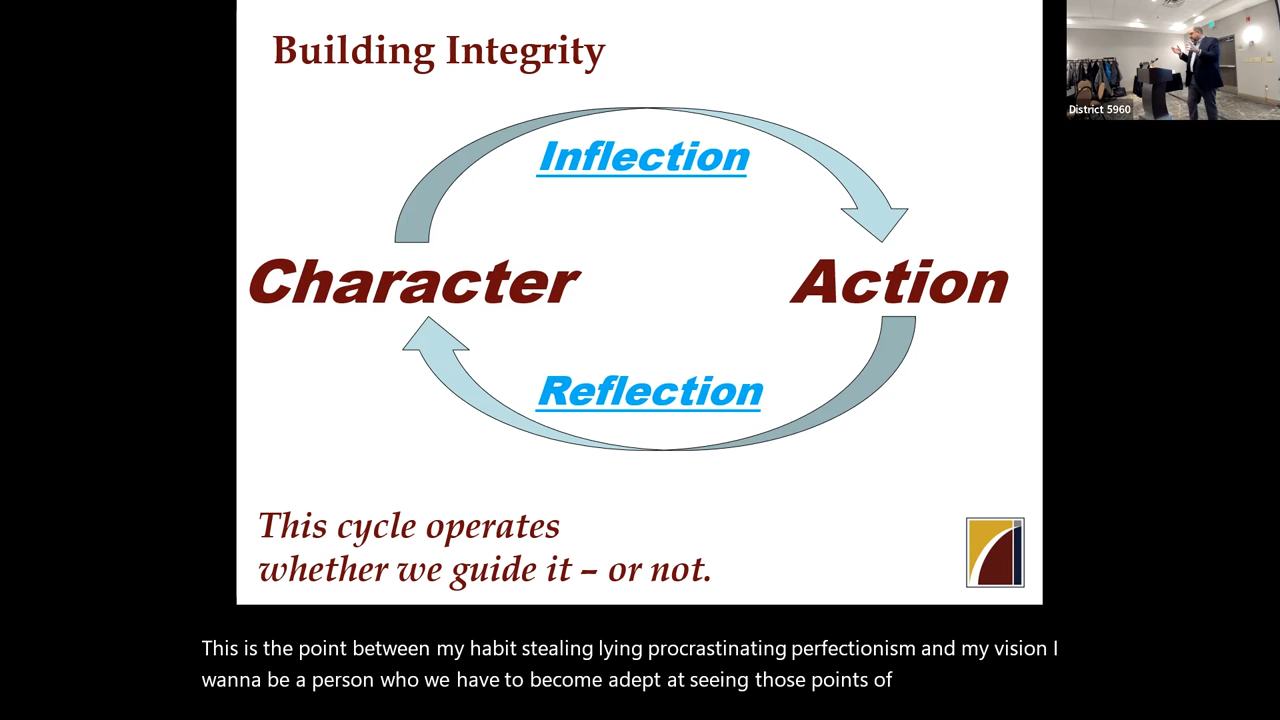 Building Integrity
District 5960
Inflection
Character
Action
Reflection
This cycle operates
whether we guide it – or not.
This is the point between my habit stealing lying procrastinating perfectionism and my vision I
wanna be a person who we have to become adept at seeing those points of